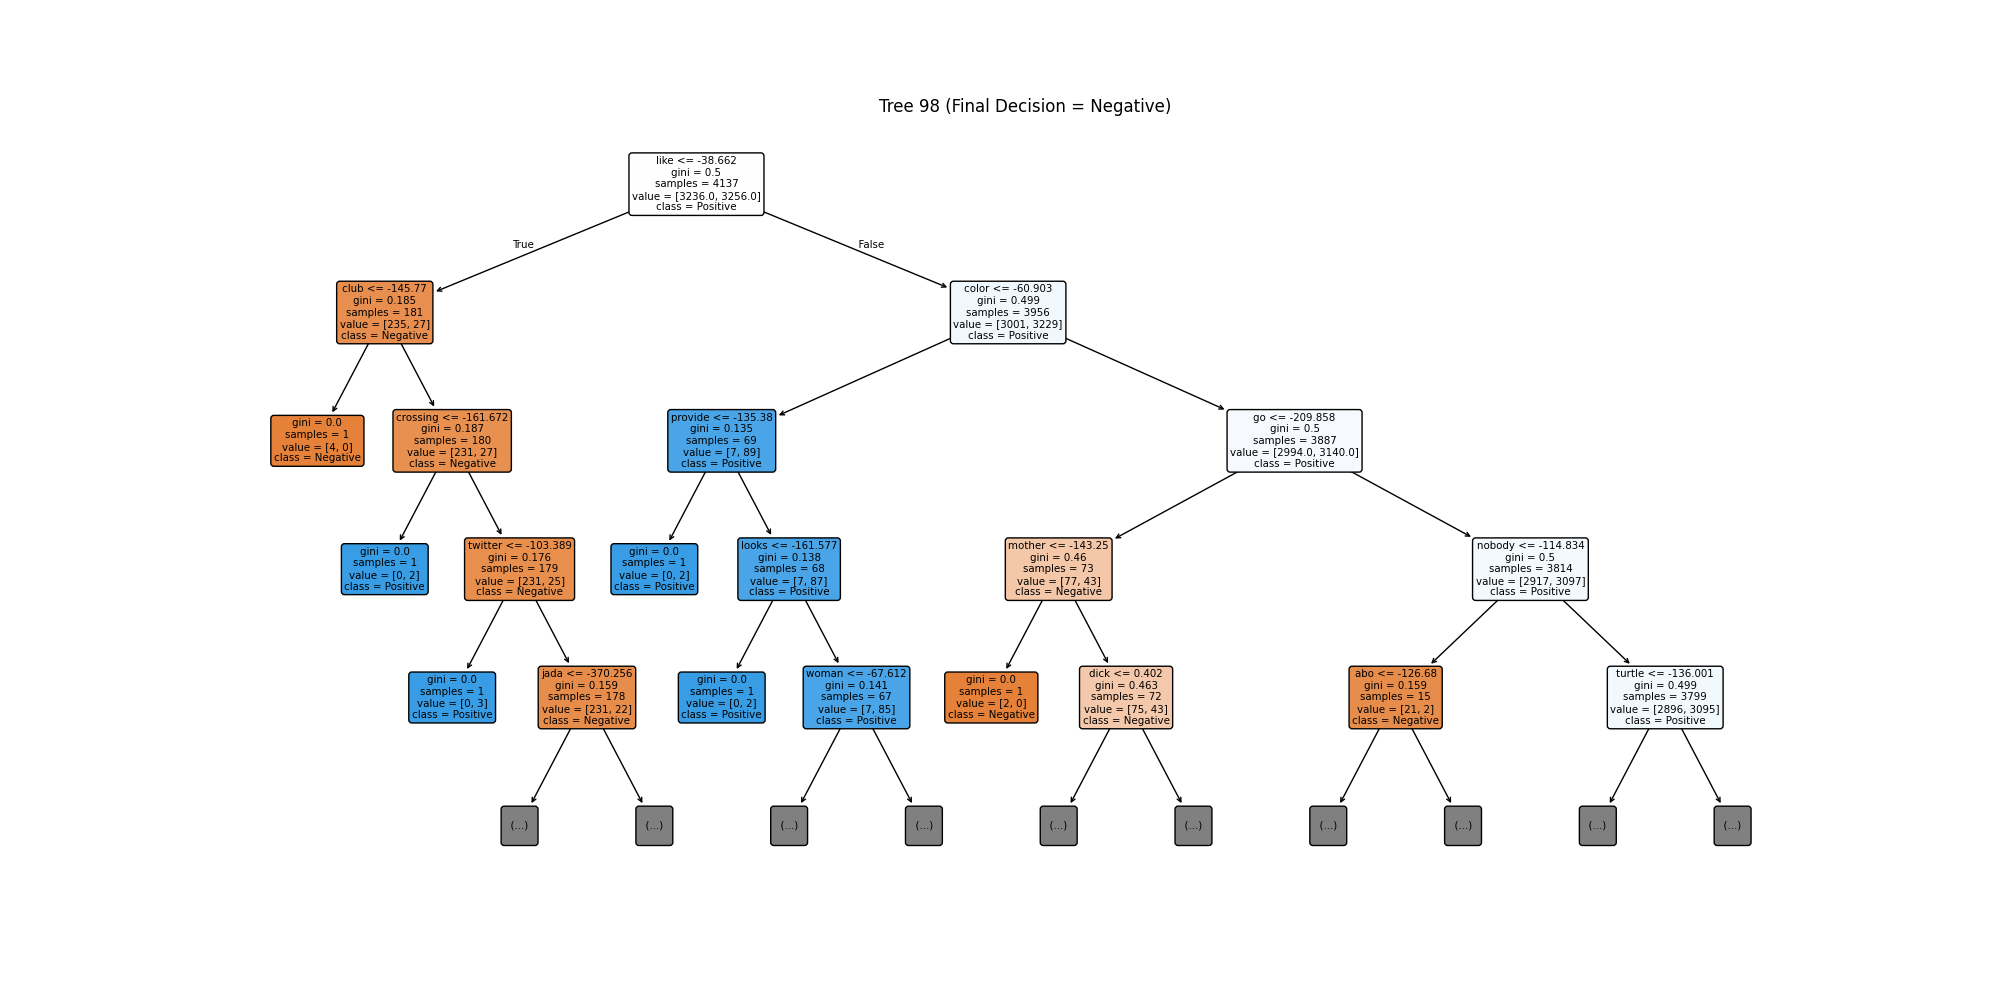 Tree 98 (Final Decision = Negative)
like <= -38.662
gini = 0.5
samples = 4137
value = [3236.0, 3256.0]
class = Positive
True
False
club <= -145.77
gini = 0.185
samples = 181
value = [235, 27]
class = Negative
color <= -60.903
gini = 0.499
samples = 3956
value = [3001, 3229]
class = Positive
gini = 0.0
samples = 1
value = [4, 0]
class = Negative
crossing <= -161.672
gini = 0.187
samples = 180
value = [231, 27]
class = Negative
provide <= -135.38
gini = 0.135
samples = 69
value = [7, 89]
class = Positive
go <= -209.858
gini = 0.5
samples = 3887
value = [2994.0, 3140.0]
class = Positive
gini = 0.0
samples = 1
value = [0, 2]
class = Positive
twitter <= -103.389
gini = 0.176
samples = 179
value = [231, 25]
class = Negative
gini = 0.0
samples = 1
value = [0, 2]
class = Positive
looks <= -161.577
gini = 0.138
samples = 68
value = [7, 87]
class = Positive
mother <= -143.25
gini = 0.46
samples = 73
value = [77, 43]
class = Negative
nobody <= -114.834
gini = 0.5
samples = 3814
value = [2917, 3097]
class = Positive
gini = 0.0
samples = 1
value = [0, 3]
class = Positive
jada <= -370.256
gini = 0.159
samples = 178
value = [231, 22]
class = Negative
gini = 0.0
samples = 1
value = [0, 2]
class = Positive
woman <= -67.612
gini = 0.141
samples = 67
value = [7, 85]
class = Positive
gini = 0.0
samples = 1
value = [2, 0]
class = Negative
dick <= 0.402
gini = 0.463
samples = 72
value = [75, 43]
class = Negative
abo <= -126.68
gini = 0.159
samples = 15
value = [21, 2]
class = Negative
turtle <= -136.001
gini = 0.499
samples = 3799
value = [2896, 3095]
class = Positive
(...)
(...)
(...)
(...)
(...)
(...)
(...)
(...)
(...)
(...)